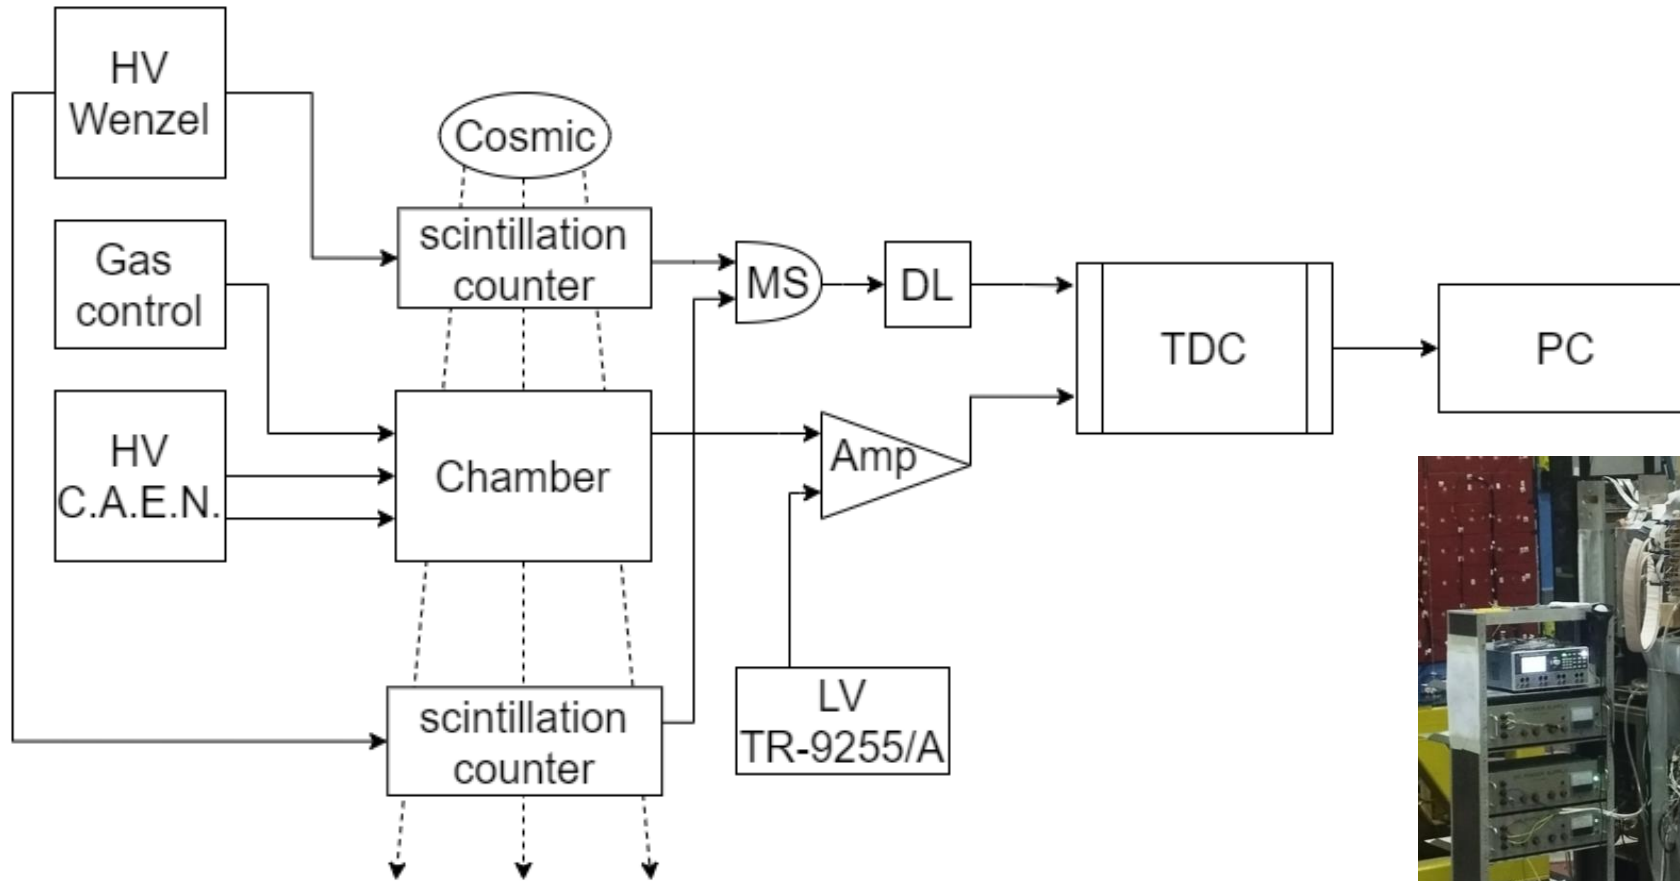 HV
Wenzel
Cosmic
scintillation
counter
MS
DL
Gas
control
TDC
PC
HV
C.A.E.N.
Chamber
Amp
scintillation
counter
LV
TR-9255/A